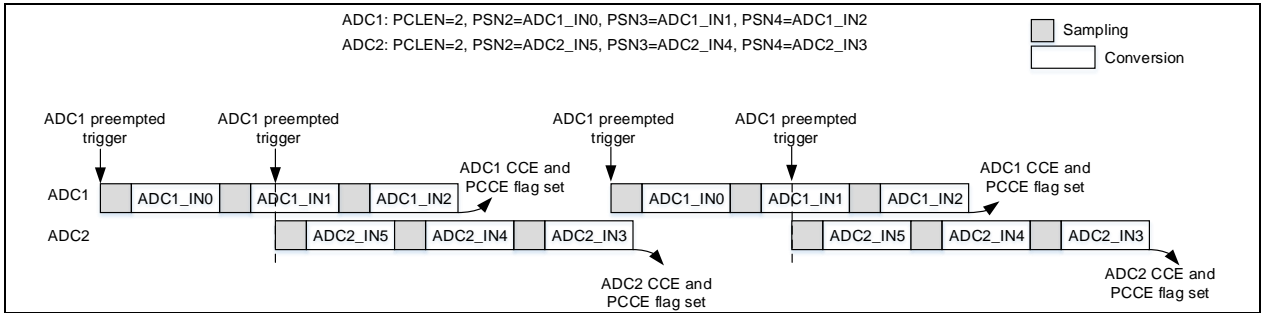 ADC1: PCLEN=2, PSN2=ADC1_IN0, PSN3=ADC1_IN1, PSN4=ADC1_IN2
ADC2: PCLEN=2, PSN2=ADC2_IN5, PSN3=ADC2_IN4, PSN4=ADC2_IN3
Sampling
Conversion
ADC1 preempted
trigger
ADC1 preempted
trigger
ADC1 CCE and
PCCE flag set
ADC1 preempted
trigger
ADC1 preempted
trigger
ADC1 CCE and
PCCE flag set
ADC1
ADC1_IN0
ADC1_IN1
ADC1_IN2
ADC1_IN0
ADC1_IN1
ADC1_IN2
ADC2
ADC2_IN5
ADC2_IN4
ADC2_IN3
ADC2_IN5
ADC2_IN4
ADC2_IN3
ADC2 CCE and
PCCE flag set
ADC2 CCE and
PCCE flag set